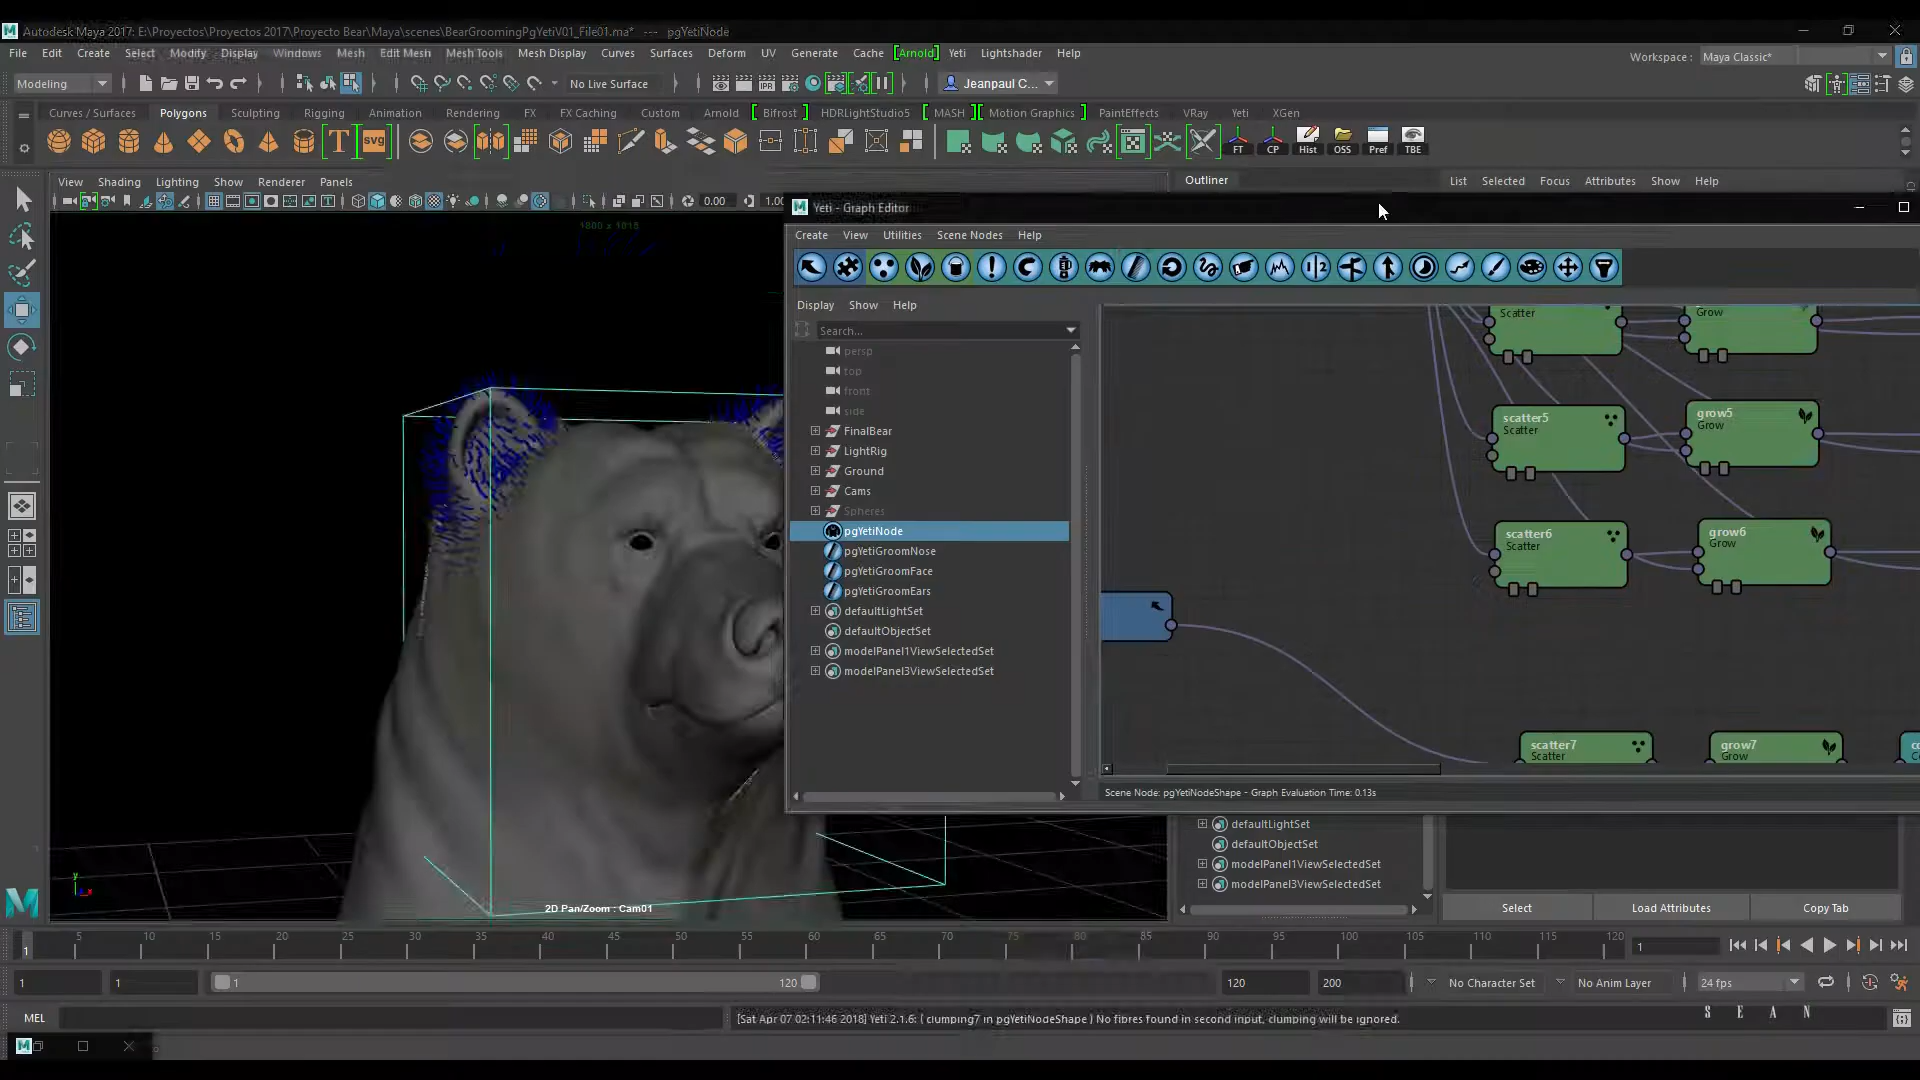 Autodesk Maya 2017: E:\Proyectos\Proyectos 2017\Proyecto Bear\Maya\scenes\BearGroomingPgYetiV01_File01.ma* --- pgYetiNode
File Edit Create Select Modify Display Windows Mesh Edit Mesh Mesh Tools Mesh Display Curves Surfaces Deform UV Generate Cache [Arnold] Yeti Lightshader Help
Workspace : Maya Classic*
Modeling No Live Surface Jeanpaul C...
Curves / Surfaces Polygons Sculpting Rigging Animation Rendering FX FX Caching Custom Arnold Bifrost HDRLightStudio5 MASH Motion Graphics PaintEffects VRay Yeti XGen
T svg FT CP Hist OSS Pref TBE
View Shading Lighting Show Renderer Panels
Outliner
List Selected Focus Attributes Show Help
0.00 1.00
1800 x 1018
Yeti - Graph Editor
Create View Utilities Scene Nodes Help
Display Show Help
Search...
persp
top
front
side
FinalBear
LightRig
Ground
Cams
Spheres
pgYetiNode
pgYetiGroomNose
pgYetiGroomFace
pgYetiGroomEars
defaultLightSet
defaultObjectSet
modelPanel1ViewSelectedSet
modelPanel3ViewSelectedSet
Scatter
Grow
scatter5
Scatter
grow5
Grow
scatter6
Scatter
grow6
Grow
scatter7
Scatter
grow7
Grow
Scene Node: pgYetiNodeShape - Graph Evaluation Time: 0.13s
defaultLightSet
defaultObjectSet
modelPanel1ViewSelectedSet
modelPanel3ViewSelectedSet
Select Load Attributes Copy Tab
y
x
2D Pan/Zoom : Cam01
5 10 15 20 25 30 35 40 45 50 55 60 65 70 75 80 85 90 95 100 105 110 115 120
1 1
1 1 1 120 120 200 No Character Set No Anim Layer 24 fps
MEL
[Sat Apr 07 02:11:46 2018] Yeti 2.1.6: ( clumping7 in pgYetiNodeShape ) No fibres found in second input, clumping will be ignored.
S E A N